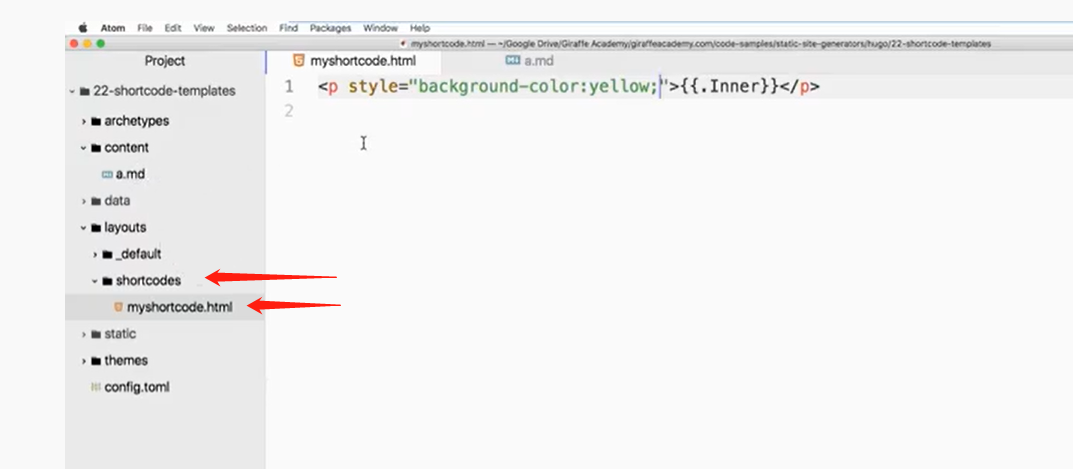 Atom File Edit View Selection Find Packages Window Help
myshortcode.html — ~/Google Drive/Giraffe Academy/giraffeacademy.com/code-samples/static-site-generators/hugo/22-shortcode-templates
Project
myshortcode.html
a.md
22-shortcode-templates
archetypes
content
a.md
data
layouts
_default
shortcodes
myshortcode.html
static
themes
config.toml
1 <p style="background-color:yellow;">{{.Inner}}</p>
2